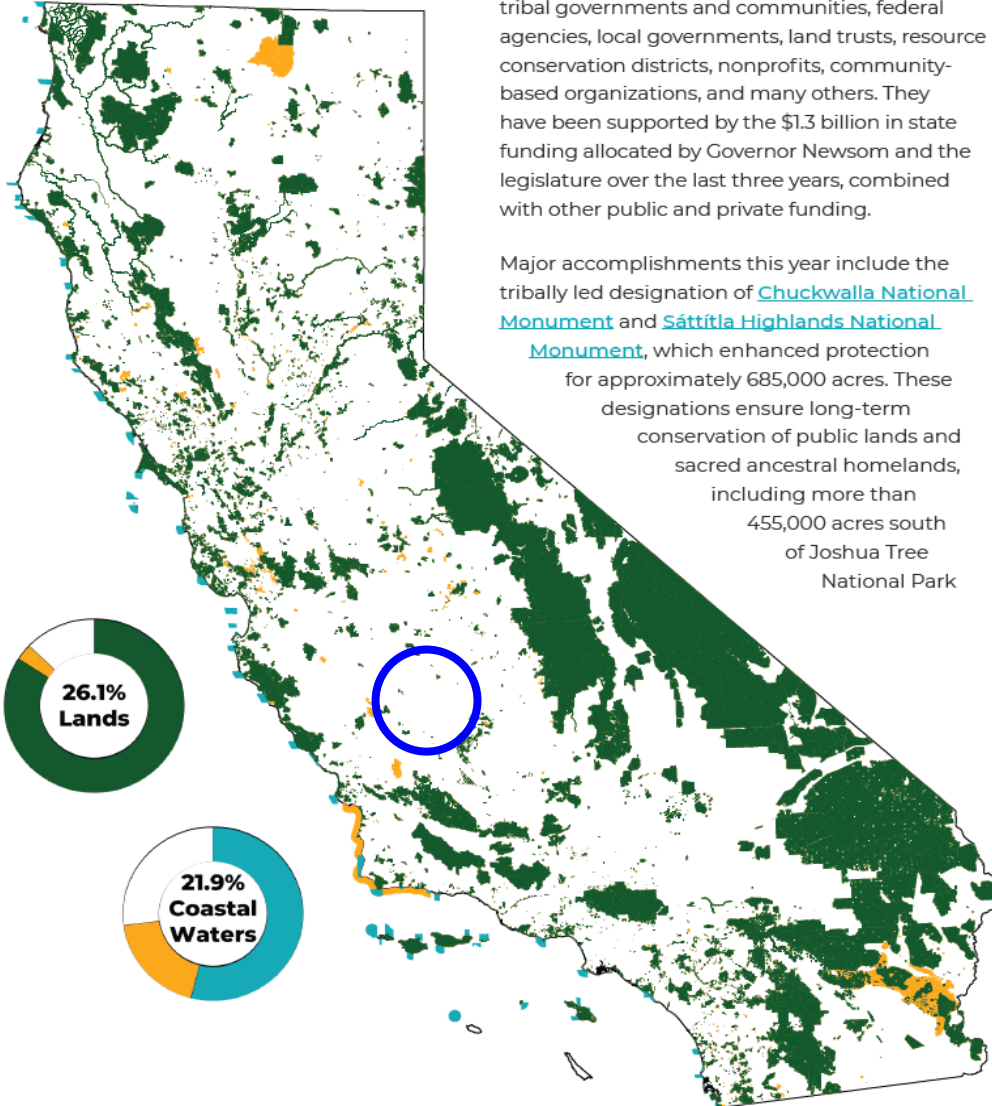 tribal governments and communities, federal
agencies, local governments, land trusts, resource
conservation districts, nonprofits, community-
based organizations, and many others. They
have been supported by the $1.3 billion in state
funding allocated by Governor Newsom and the
legislature over the last three years, combined
with other public and private funding.
Major accomplishments this year include the
tribally led designation of Chuckwalla National
Monument and Sáttítla Highlands National
Monument, which enhanced protection
for approximately 685,000 acres. These
designations ensure long-term
conservation of public lands and
sacred ancestral homelands,
including more than
455,000 acres south
of Joshua Tree
National Park
26.1%
Lands
21.9%
Coastal
Waters